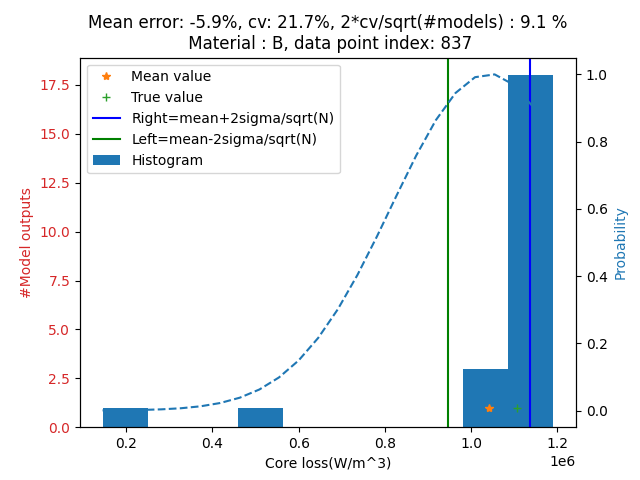 Mean error: -5.9%, cv: 21.7%, 2*cv/sqrt(#models) : 9.1 %
Material : B, data point index: 837
Mean value
True value
Right=mean+2sigma/sqrt(N)
Left=mean-2sigma/sqrt(N)
Histogram
#Model outputs
17.5
15.0
12.5
10.0
7.5
5.0
2.5
0.0
1.0
0.8
0.6
0.4
0.2
0.0
Probability
0.2 0.4 0.6 0.8 1.0 1.2
1e6
Core loss(W/m^3)